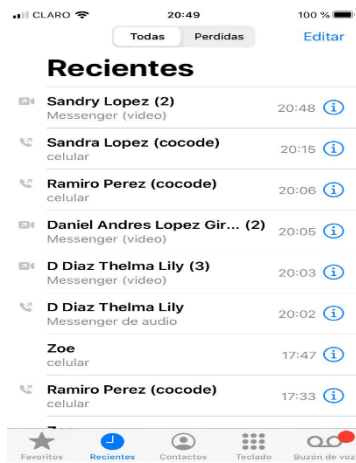 CLARO 20:49 100 %
Todas Perdidas Editar
Recientes
Sandry Lopez (2)
Messenger (video)
20:48
Sandra Lopez (cocode)
celular
20:15
Ramiro Perez (cocode)
celular
20:06
Daniel Andres Lopez Gir... (2)
Messenger (video)
20:05
D Diaz Thelma Lily (3)
Messenger (video)
20:03
D Diaz Thelma Lily
Messenger de audio
20:02
Zoe
celular
17:47
Ramiro Perez (cocode)
celular
17:33
Favoritos Recientes Contactos Teclado Buzón de voz